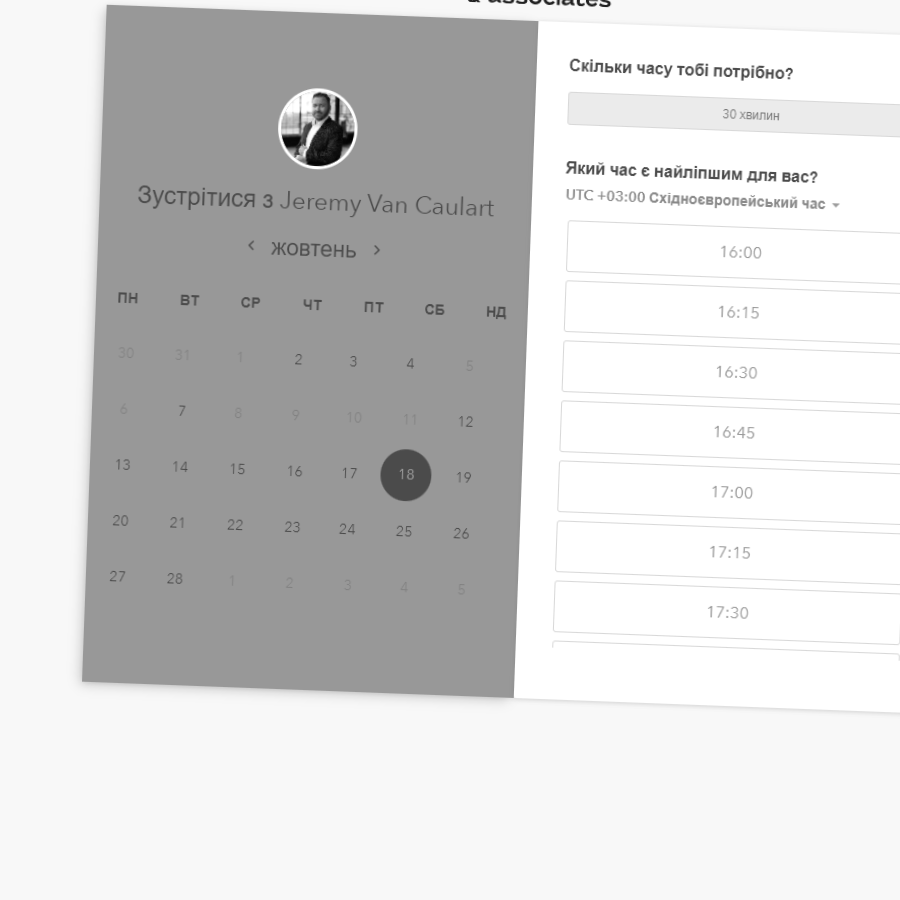 & associates
Зустрітися з Jeremy Van Caulart
жовтень
ПН ВТ СР ЧТ ПТ СБ НД
30 31 1 2 3 4 5
6 7 8 9 10 11 12
13 14 15 16 17 18 19
20 21 22 23 24 25 26
27 28 1 2 3 4 5
Скільки часу тобі потрібно?
30 хвилин
Який час є найліпшим для вас?
UTC +03:00 Східноєвропейський час
16:00
16:15
16:30
16:45
17:00
17:15
17:30